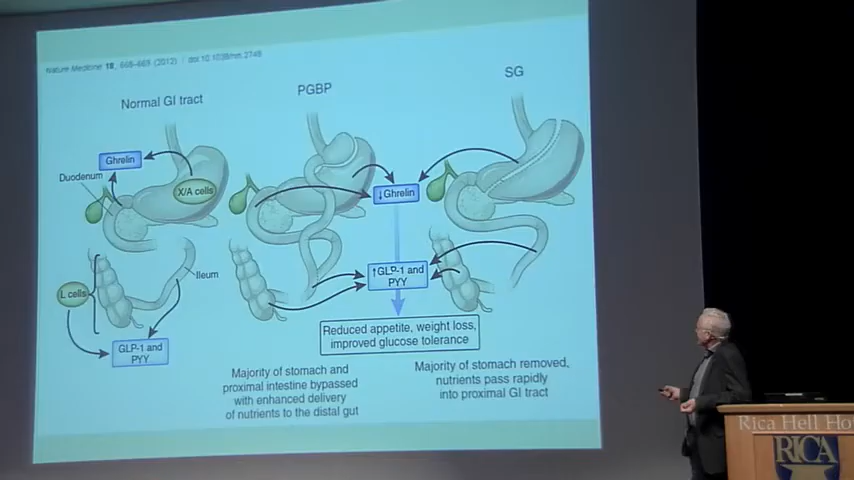 Nature Medicine 18, 668–669 (2012) | doi:10.1038/nm.2748
Normal GI tract
PGBP
SG
Ghrelin
Duodenum
X/A cells
↓Ghrelin
Ileum
L cells
↑GLP-1 and
PYY
GLP-1 and
PYY
Reduced appetite, weight loss,
improved glucose tolerance
Majority of stomach and
proximal intestine bypassed
with enhanced delivery
of nutrients to the distal gut
Majority of stomach removed,
nutrients pass rapidly
into proximal GI tract
Rica Hell Ho
RICA